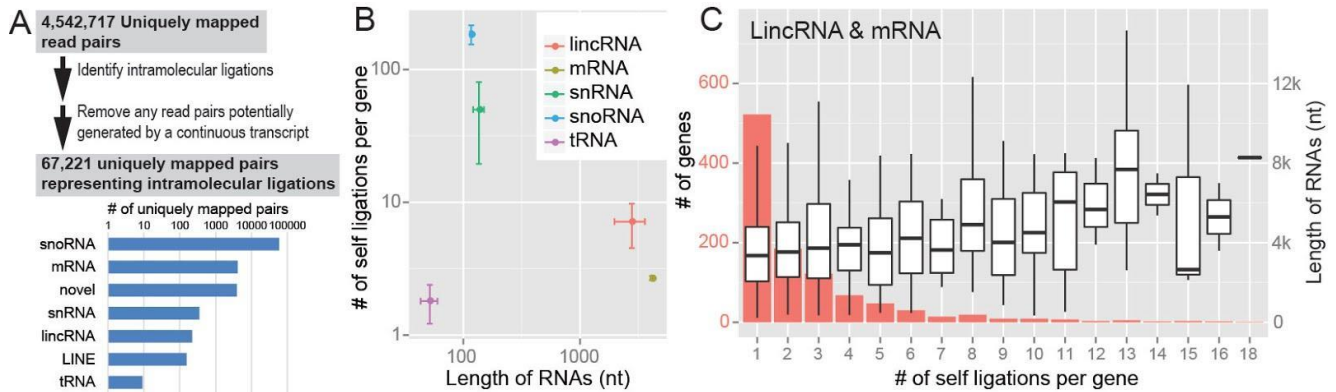 A
4,542,717 Uniquely mapped
read pairs
Identify intramolecular ligations
Remove any read pairs potentially
generated by a continuous transcript
67,221 uniquely mapped pairs
representing intramolecular ligations
# of uniquely mapped pairs
1 10 100 1000 10000 100000
snoRNA
mRNA
novel
snRNA
lincRNA
LINE
tRNA
B
# of self ligations per gene
100
10
1
lincRNA
mRNA
snRNA
snoRNA
tRNA
100 1000
Length of RNAs (nt)
C
LincRNA & mRNA
# of genes
600
400
200
0
12k
8k
4k
0
Length of RNAs (nt)
1 2 3 4 5 6 7 8 9 10 11 12 13 14 15 16 18
# of self ligations per gene